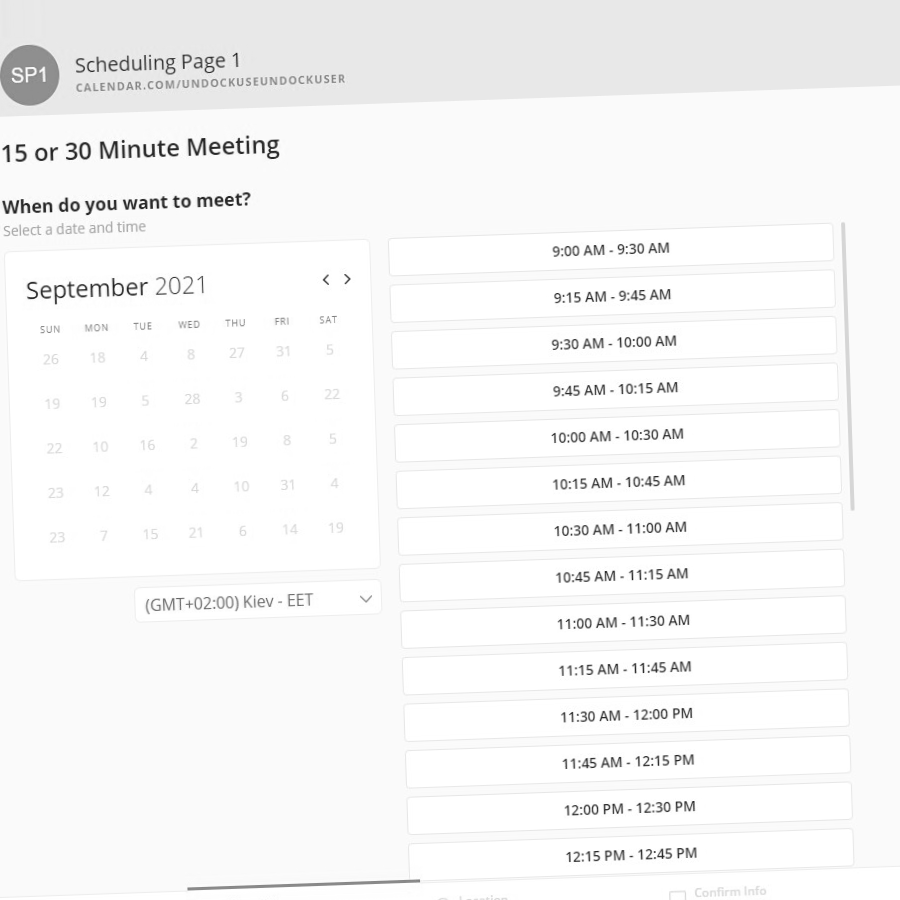 SP1
Scheduling Page 1
CALENDAR.COM/UNDOCKUSEUNDOCKUSER
15 or 30 Minute Meeting
When do you want to meet?
Select a date and time
September 2021
SUN MON TUE WED THU FRI SAT
26 18 4 8 27 31 5
19 19 5 28 3 6 22
22 10 16 2 19 8 5
23 12 4 4 10 31 4
23 7 15 21 6 14 19
(GMT+02:00) Kiev - EET
9:00 AM - 9:30 AM
9:15 AM - 9:45 AM
9:30 AM - 10:00 AM
9:45 AM - 10:15 AM
10:00 AM - 10:30 AM
10:15 AM - 10:45 AM
10:30 AM - 11:00 AM
10:45 AM - 11:15 AM
11:00 AM - 11:30 AM
11:15 AM - 11:45 AM
11:30 AM - 12:00 PM
11:45 AM - 12:15 PM
12:00 PM - 12:30 PM
12:15 PM - 12:45 PM
Location
Confirm Info